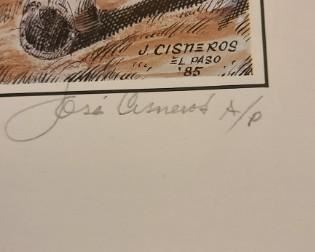 J. CISNEROS
EL PASO
'85
José Cisneros A/P